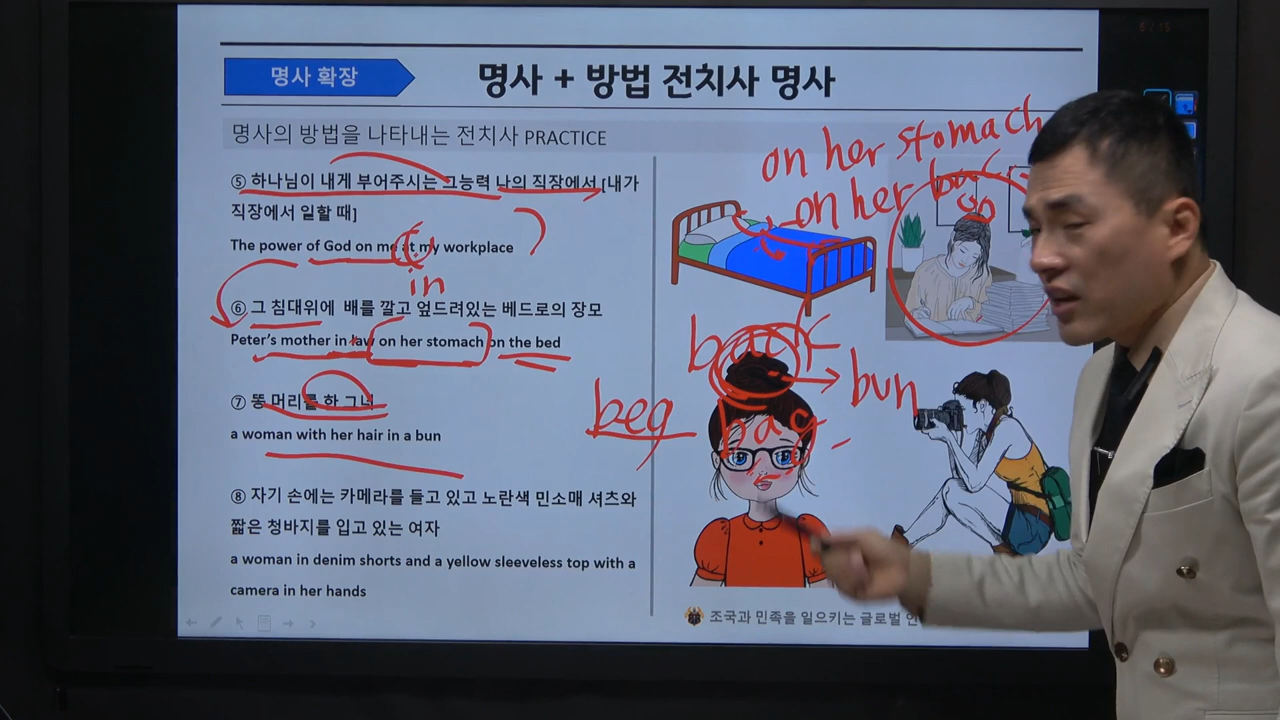 명사 확장
명사 + 방법 전치사 명사
명사의 방법을 나타내는 전치사 PRACTICE
⑤ 하나님이 내게 부어주시는 그능력 나의 직장에서 [내가
직장에서 일할 때]
The power of God on me at my workplace
in
⑥ 그 침대위에 배를 깔고 엎드려있는 베드로의 장모
Peter's mother in law on her stomach on the bed
⑦ 똥 머리를 한 그녀
a woman with her hair in a bun
⑧ 자기 손에는 카메라를 들고 있고 노란색 민소매 셔츠와
짧은 청바지를 입고 있는 여자
a woman in denim shorts and a yellow sleeveless top with a
camera in her hands
on her stomach
on her
back
bun
beg
bag
조국과 민족을 일으키는 글로벌